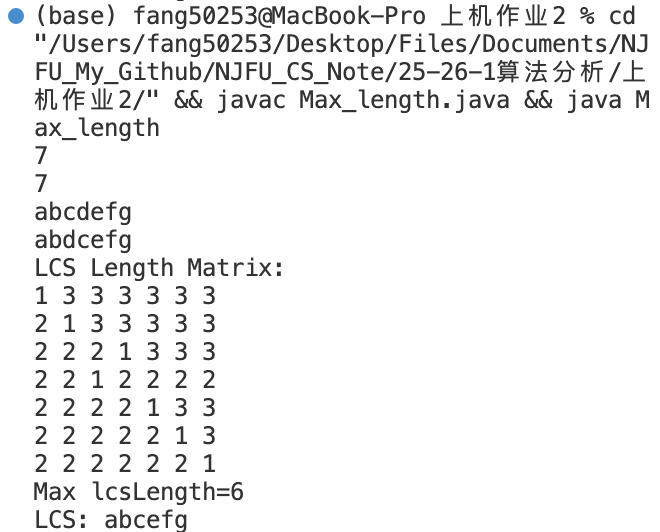 (base) fang50253@MacBook-Pro 上机作业2 % cd
"/Users/fang50253/Desktop/Files/Documents/NJ
FU_My_Github/NJFU_CS_Note/25-26-1算法分析/上
机作业2/" && javac Max_length.java && java M
ax_length
7
7
abcdefg
abdcefg
LCS Length Matrix:
1 3 3 3 3 3 3
2 1 3 3 3 3 3
2 2 2 1 3 3 3
2 2 1 2 2 2 2
2 2 2 2 1 3 3
2 2 2 2 2 1 3
2 2 2 2 2 2 1
Max lcsLength=6
LCS: abcefg